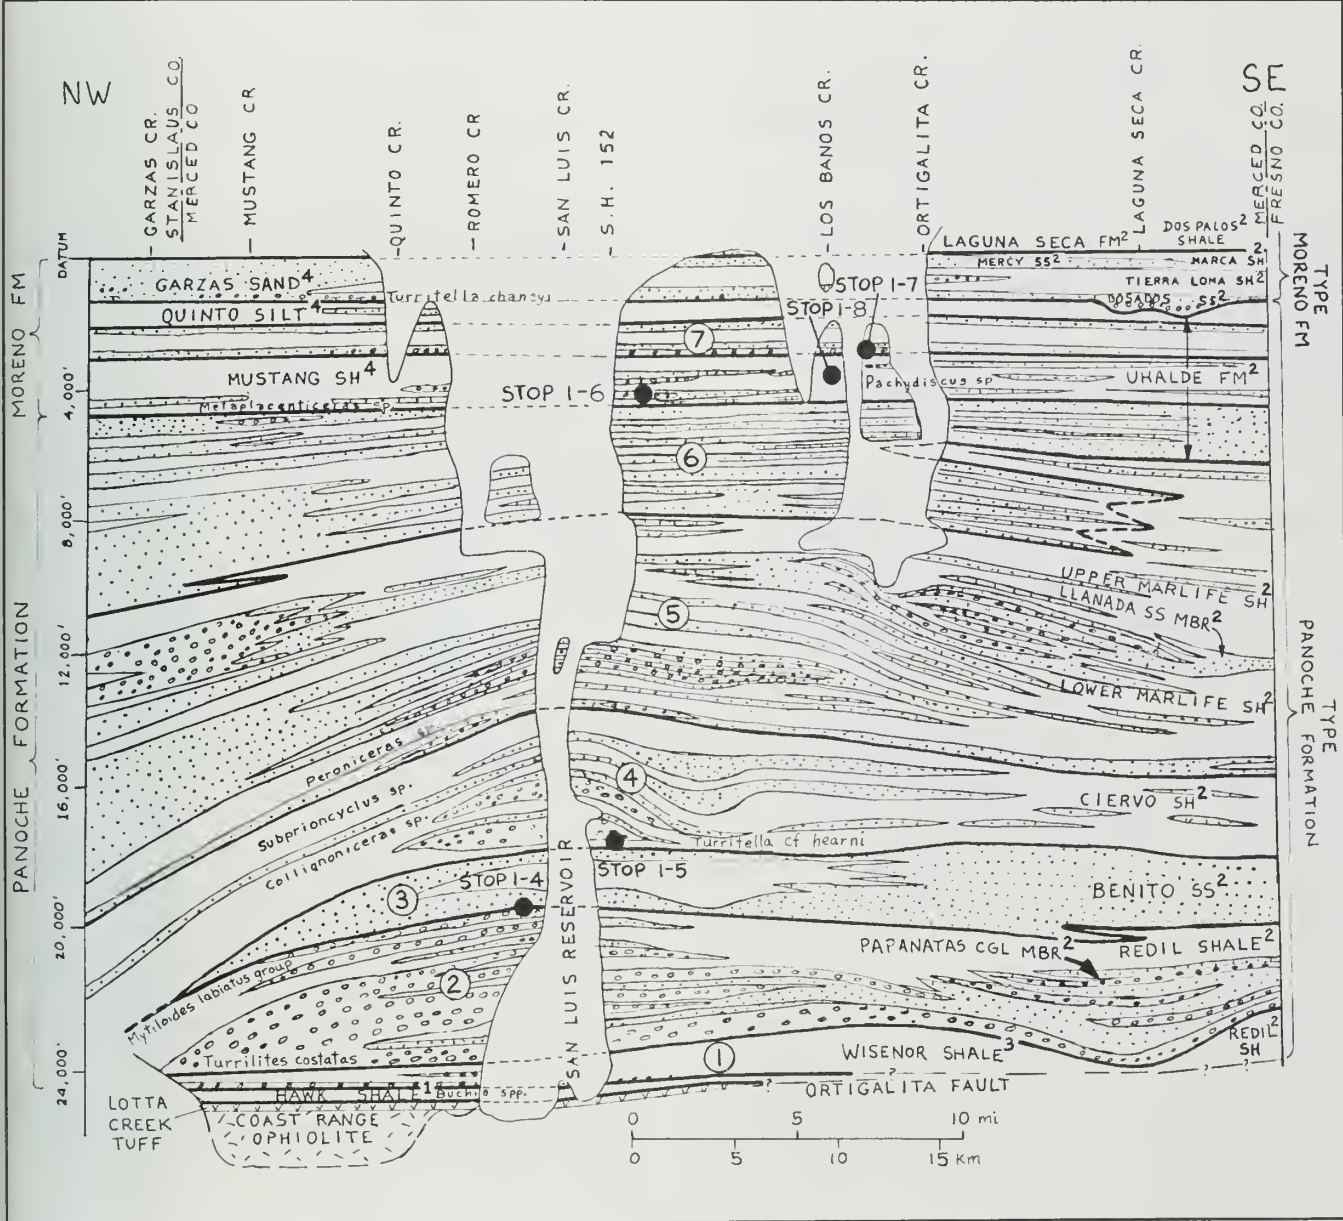 NW
SE
GARZAS CR.
STANISLAUS CO.
MERCED CO
MUSTANG CR
QUINTO CR.
ROMERO CR
SAN LUIS CR.
S.H. 152
LOS BANOS CR.
ORTIGALITA CR.
LAGUNA SECA CR.
MERCED CO.
FRESNO CO.
DATUM
4,000'
8,000'
12,000'
16,000'
20,000'
24,000'
MORENO FM
PANOCHE FORMATION
TYPE
MORENO FM
TYPE
PANOCHE FORMATION
LAGUNA SECA FM²
DOS PALOS²
SHALE
MERCY SS²
MARCA SH²
TIERRA LOMA SH²
DOSADOS SS²
GARZAS SAND⁴
Turritella chaneyi
QUINTO SILT⁴
STOP 1-7
STOP 1-8
⑦
MUSTANG SH⁴
STOP 1-6
Pachydiscus sp
UHALDE FM²
Metaplacenticeras sp
⑥
UPPER MARLIFE SH²
LLANADA SS MBR²
⑤
LOWER MARLIFE SH²
Peroniceras sp.
④
CIERVO SH²
Subprioncyclus sp.
Collignoniceras sp.
Turritella cf hearni
STOP 1-4
STOP 1-5
③
BENITO SS²
SAN LUIS RESERVOIR
PAPANATAS CGL MBR²
REDIL SHALE²
Mytiloides labiatus group
②
REDIL²
SH
Turrilites costatas
①
WISENOR SHALE³
? ? ? ?
HAWK SHALE¹
Buchia spp.
?
ORTIGALITA FAULT
LOTTA
CREEK
TUFF
COAST RANGE
OPHIOLITE
0 5 10 mi
0 5 10 15 Km